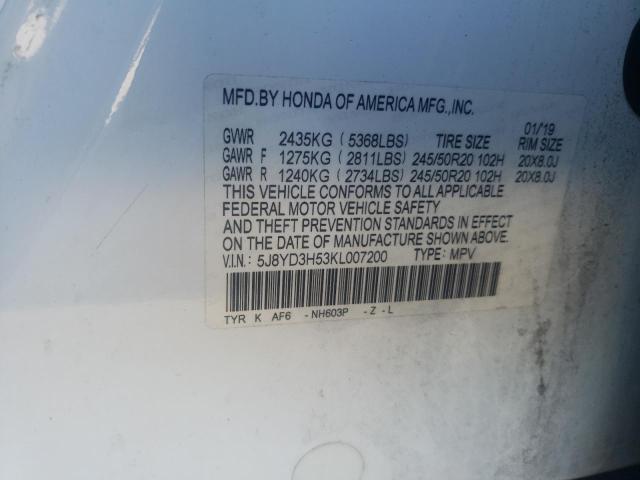 MFD.BY HONDA OF AMERICA MFG.,INC.
01/19
GVWR 2435KG (5368LBS) TIRE SIZE RIM SIZE
GAWR F 1275KG (2811LBS) 245/50R20 102H 20X8.0J
GAWR R 1240KG (2734LBS) 245/50R20 102H 20X8.0J
THIS VEHICLE CONFORMS TO ALL APPLICABLE
FEDERAL MOTOR VEHICLE SAFETY
AND THEFT PREVENTION STANDARDS IN EFFECT
ON THE DATE OF MANUFACTURE SHOWN ABOVE.
V.I.N.: 5J8YD3H53KL007200 TYPE: MPV
TYR K AF6 -NH603P -Z -L